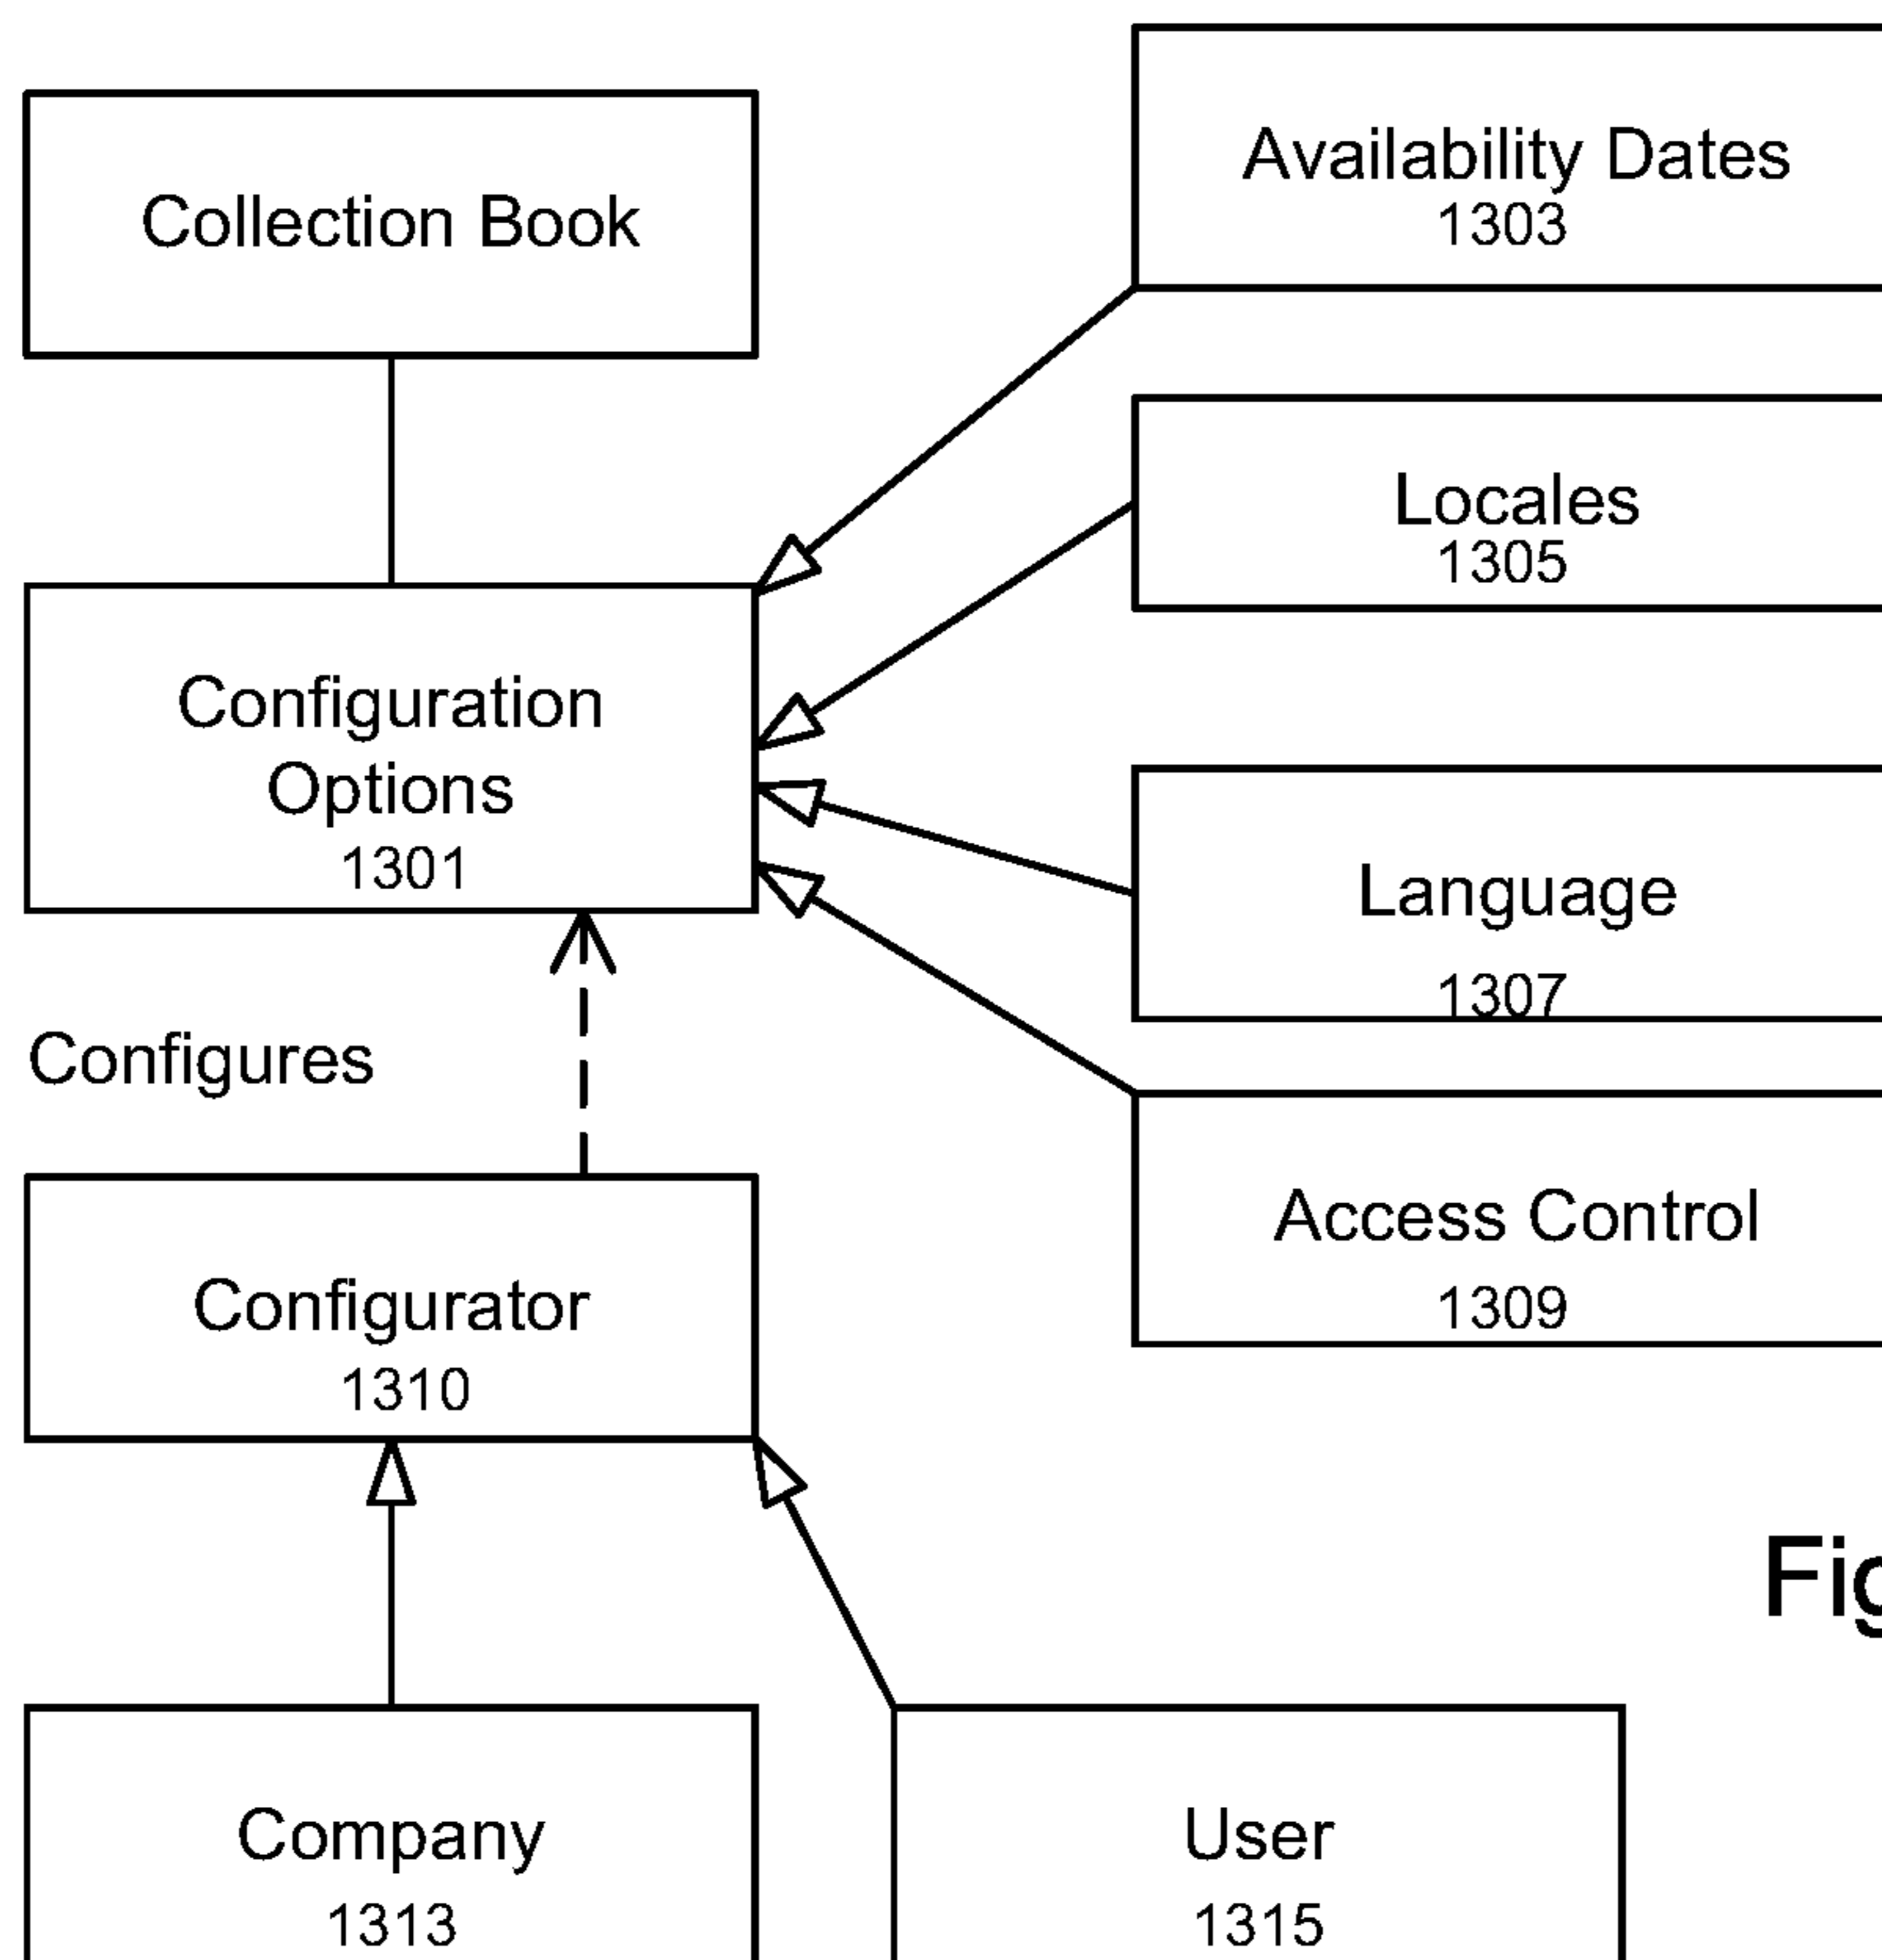 Collection Book
Availability Dates
1303
Locales
1305
Configuration
Options
1301
Language
1307
Configures
Access Control
1309
Configurator
1310
Company
1313
User
1315